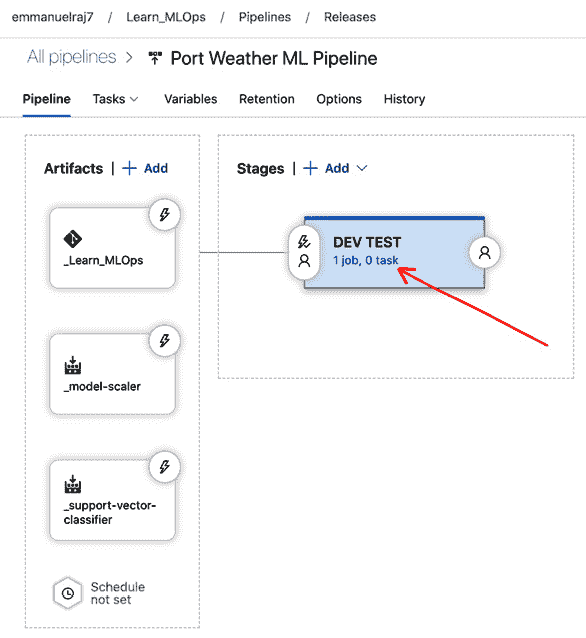 emmanuelraj7 / Learn_MLOps / Pipelines / Releases
All pipelines > Port Weather ML Pipeline
Pipeline Tasks Variables Retention Options History
Artifacts | + Add
Stages | + Add
_Learn_MLOps
DEV TEST
1 job, 0 task
_model-scaler
_support-vector-
classifier
Schedule
not set